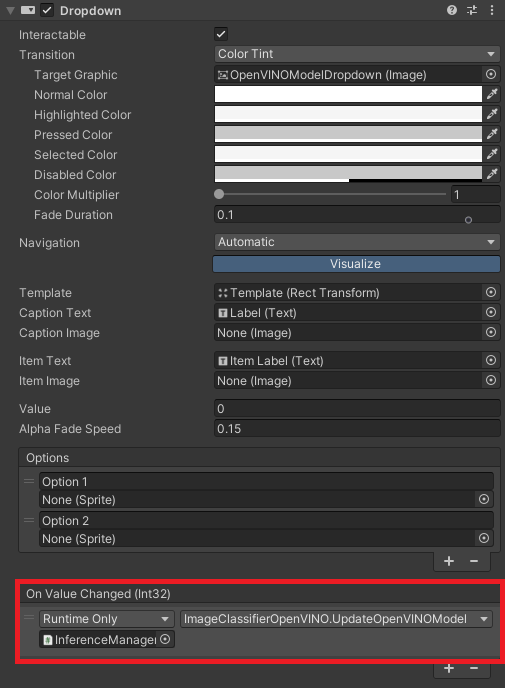 Dropdown
Interactable
Transition Color Tint
Target Graphic OpenVINOModelDropdown (Image)
Normal Color
Highlighted Color
Pressed Color
Selected Color
Disabled Color
Color Multiplier 1
Fade Duration 0.1
Navigation Automatic
Visualize
Template Template (Rect Transform)
Caption Text Label (Text)
Caption Image None (Image)
Item Text Item Label (Text)
Item Image None (Image)
Value 0
Alpha Fade Speed 0.15
Options
Option 1
None (Sprite)
Option 2
None (Sprite)
+ −
On Value Changed (Int32)
Runtime Only ImageClassifierOpenVINO.UpdateOpenVINOModel
InferenceManager
+ −